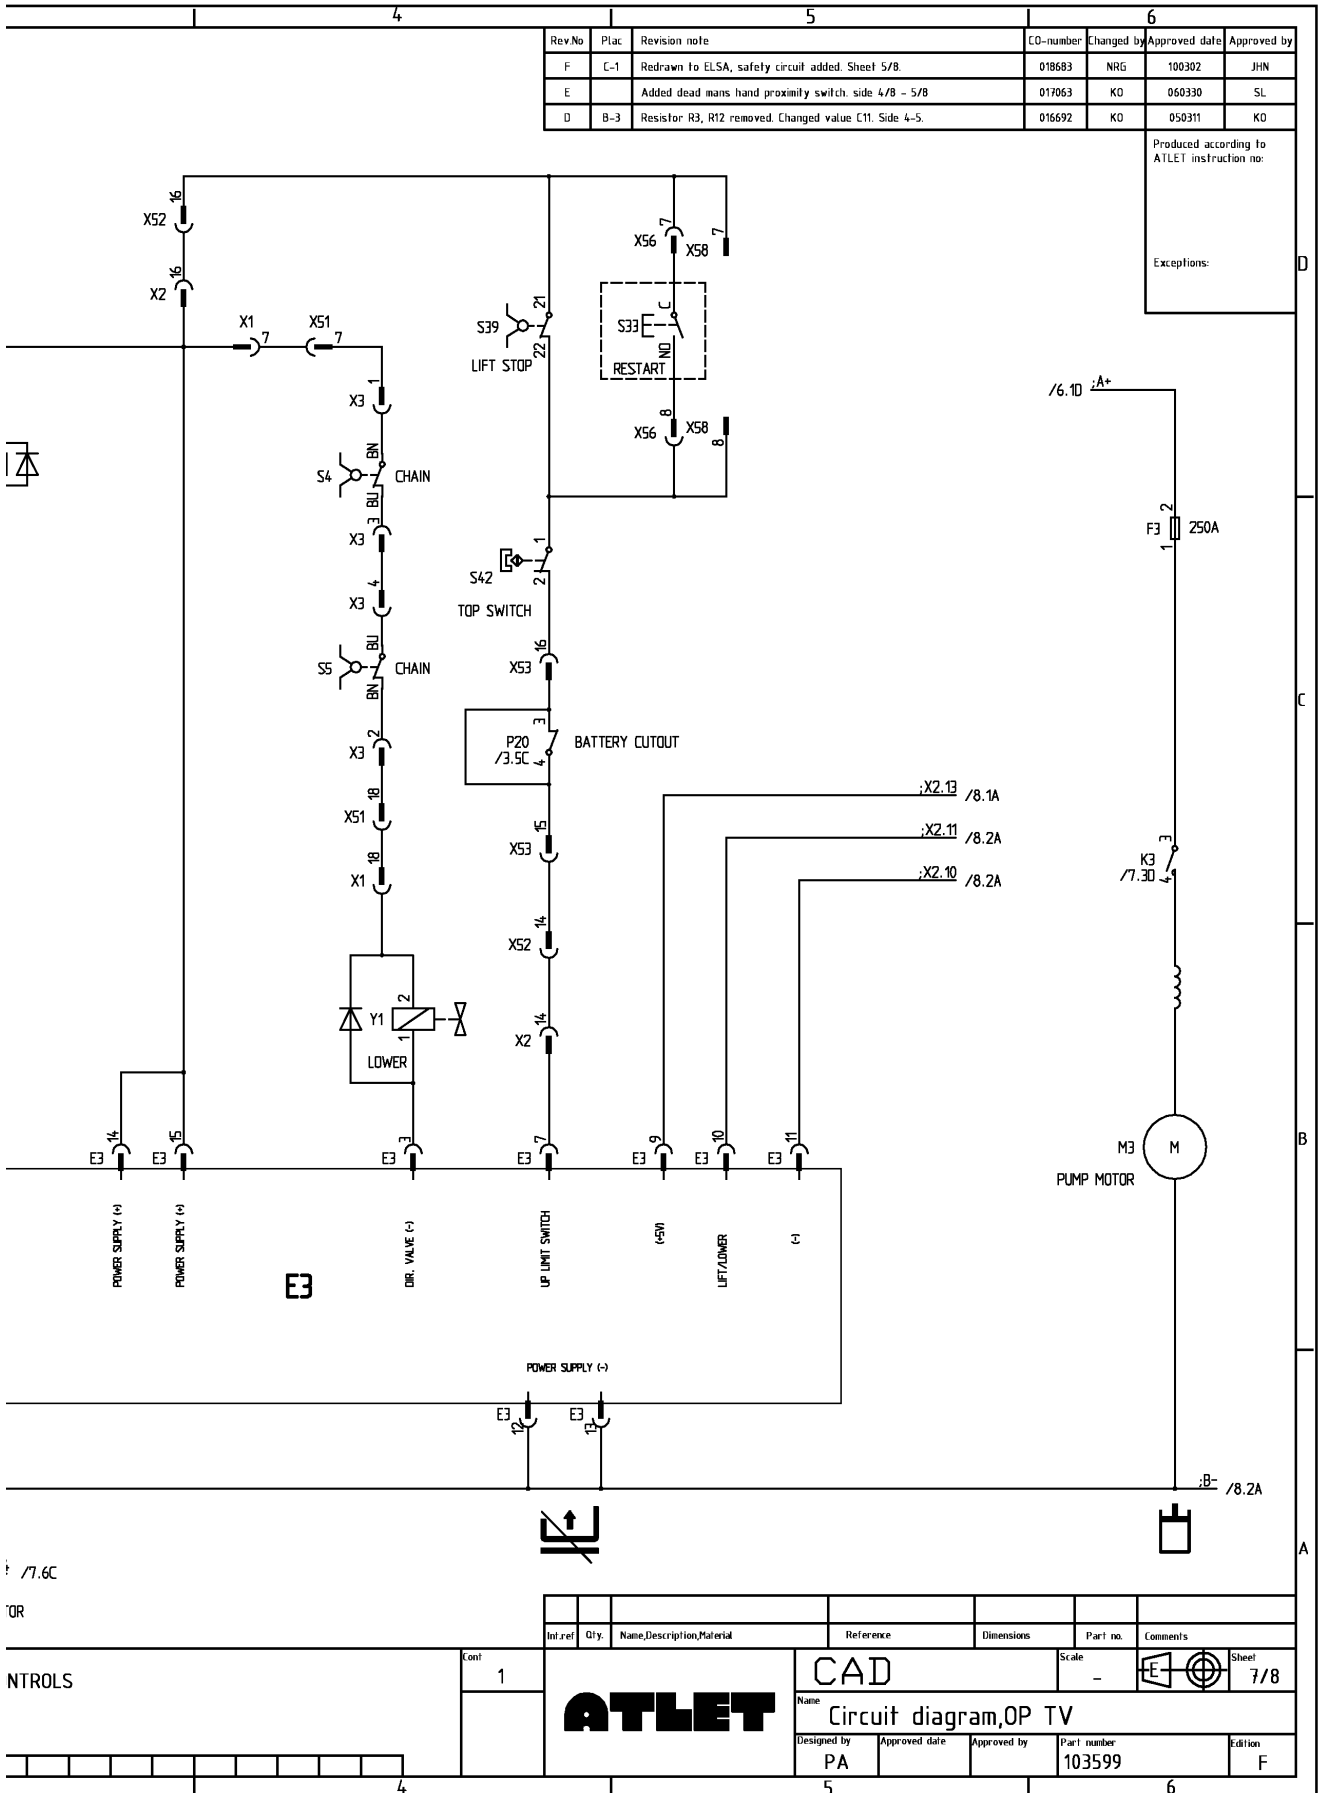 4 5 6
Rev.No Plac Revision note CO-number Changed by Approved date Approved by
F C-1 Redrawn to ELSA, safety circuit added. Sheet 5/8. 018683 NRG 100302 JHN
E Added dead mans hand proximity switch. side 4/8 - 5/8 017063 KO 060330 SL
D B-3 Resistor R3, R12 removed. Changed value C11. Side 4-5. 016692 KO 050311 KO
Produced according to
ATLET instruction no:
Exceptions:
D
16
X52
7
X56
X58 7
16
X2
X1 7
X51 7
S39 21
22
LIFT STOP
C
S33
NO
RESTART
8
X56
X58 8
/6.1D ;A+
1
X3
BN
S4 CHAIN
BU
3
X3
2
F3 250A
1
1
S42 2
TOP SWITCH
4
X3
BU
S5 CHAIN
BN
16
X53
C
2
X3
3
P20 BATTERY CUTOUT
/3.5C 4
;X2.13 /8.1A
18
X51
15
X53
;X2.11 /8.2A
18
X1
;X2.10 /8.2A
3
K3
/7.3D 4
14
X52
2
Y1
1
LOWER
14
X2
14
E3
15
E3
3
E3
7
E3
9
E3
10
E3
11
E3
M3 M
PUMP MOTOR
B
POWER SUPPLY (+)
POWER SUPPLY (+)
DIR. VALVE (-)
UP LIMIT SWITCH
(+5V)
LIFT/LOWER
(-)
E3
POWER SUPPLY (-)
E3 12
E3 13
;B- /8.2A
A
/7.6C
TOR
Int.ref Qty. Name,Description,Material Reference Dimensions Part no. Comments
NTROLS
Cont
1
ATLET
CAD
Scale
-
E
Sheet
7/8
Name
Circuit diagram,OP TV
Designed by Approved date Approved by Part number Edition
PA 103599 F
4 5 6